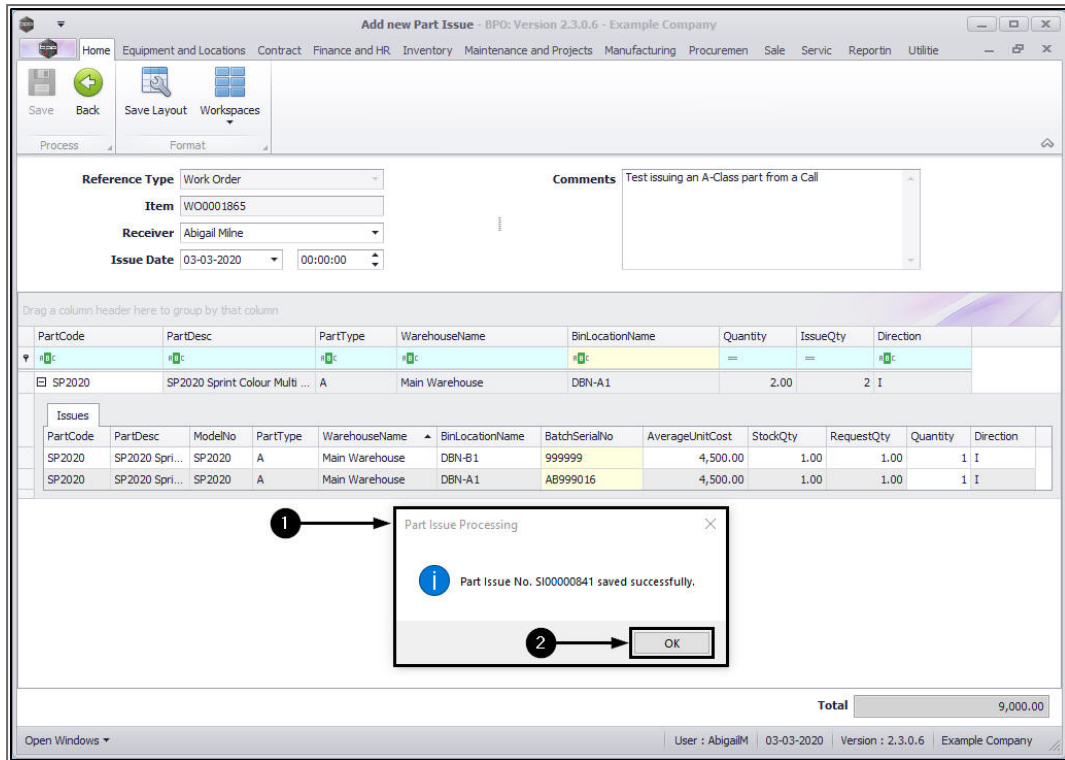 Add new Part Issue - BPO: Version 2.3.0.6 - Example Company
Home Equipment and Locations Contract Finance and HR Inventory Maintenance and Projects Manufacturing Procuremen Sale Servic Reportin Utilitie
Save Back Save Layout Workspaces
Process Format
Reference Type Work Order Comments Test issuing an A-Class part from a Call
Item WO0001865
Receiver Abigail Milne
Issue Date 03-03-2020 00:00:00
Drag a column header here to group by that column
PartCode PartDesc PartType WarehouseName BinLocationName Quantity IssueQty Direction
ABC ABC ABC ABC ABC = = ABC
SP2020 SP2020 Sprint Colour Multi ... A Main Warehouse DBN-A1 2.00 2 I
Issues
PartCode PartDesc ModelNo PartType WarehouseName BinLocationName BatchSerialNo AverageUnitCost StockQty RequestQty Quantity Direction
SP2020 SP2020 Spri... SP2020 A Main Warehouse DBN-B1 999999 4,500.00 1.00 1.00 1 I
SP2020 SP2020 Spri... SP2020 A Main Warehouse DBN-A1 AB999016 4,500.00 1.00 1.00 1 I
1 Part Issue Processing
Part Issue No. SI00000841 saved successfully.
2 OK
Total 9,000.00
Open Windows User : AbigailM 03-03-2020 Version : 2.3.0.6 Example Company